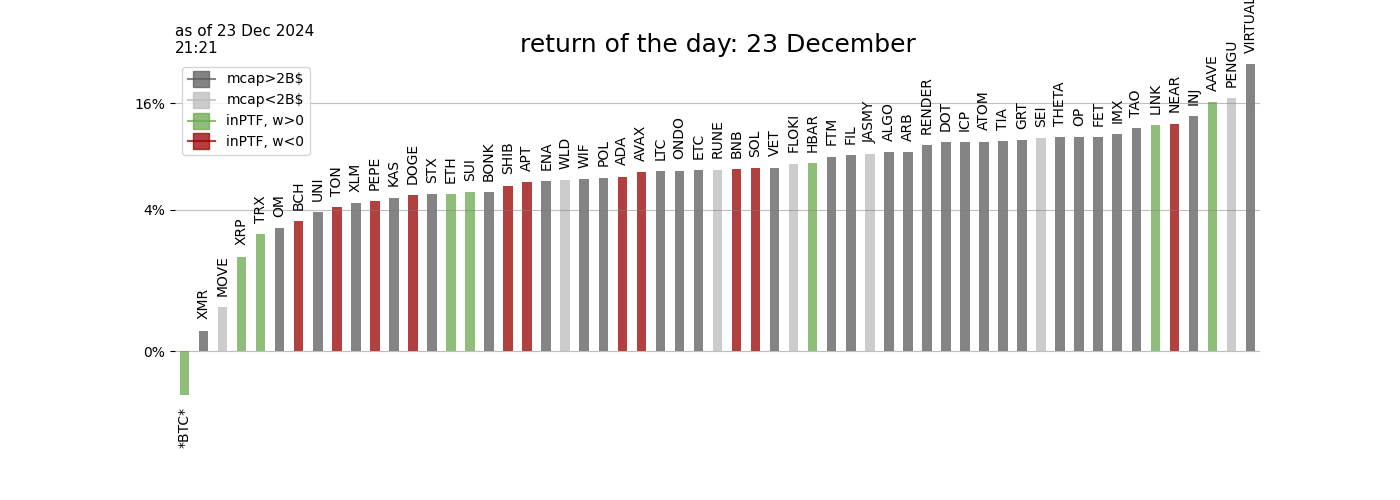 as of 23 Dec 2024
21:21
return of the day: 23 December
mcap>2B$
mcap<2B$
inPTF, w>0
inPTF, w<0
16%
4%
0%
*BTC*
XMR
MOVE
XRP
TRX
OM
BCH
UNI
TON
XLM
PEPE
KAS
DOGE
STX
ETH
SUI
BONK
SHIB
APT
ENA
WLD
WIF
POL
ADA
AVAX
LTC
ONDO
ETC
RUNE
BNB
SOL
VET
FLOKI
HBAR
FTM
FIL
JASMY
ALGO
ARB
RENDER
DOT
ICP
ATOM
TIA
GRT
SEI
THETA
OP
FET
IMX
TAO
LINK
NEAR
INJ
AAVE
PENGU
VIRTUAL